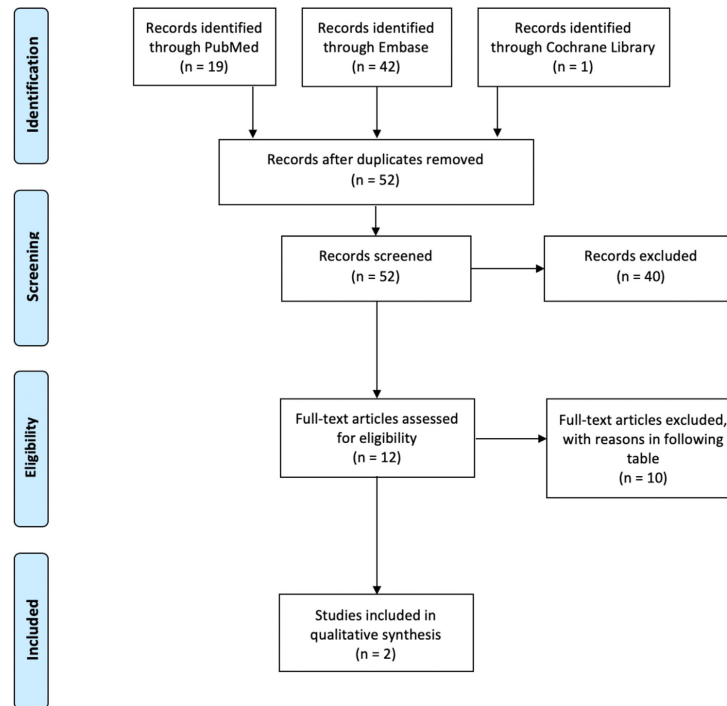 Identification
Records identified
through PubMed
(n = 19)
Records identified
through Embase
(n = 42)
Records identified
through Cochrane Library
(n = 1)
Records after duplicates removed
(n = 52)
Screening
Records screened
(n = 52)
Records excluded
(n = 40)
Eligibility
Full-text articles assessed
for eligibility
(n = 12)
Full-text articles excluded,
with reasons in following
table
(n = 10)
Included
Studies included in
qualitative synthesis
(n = 2)